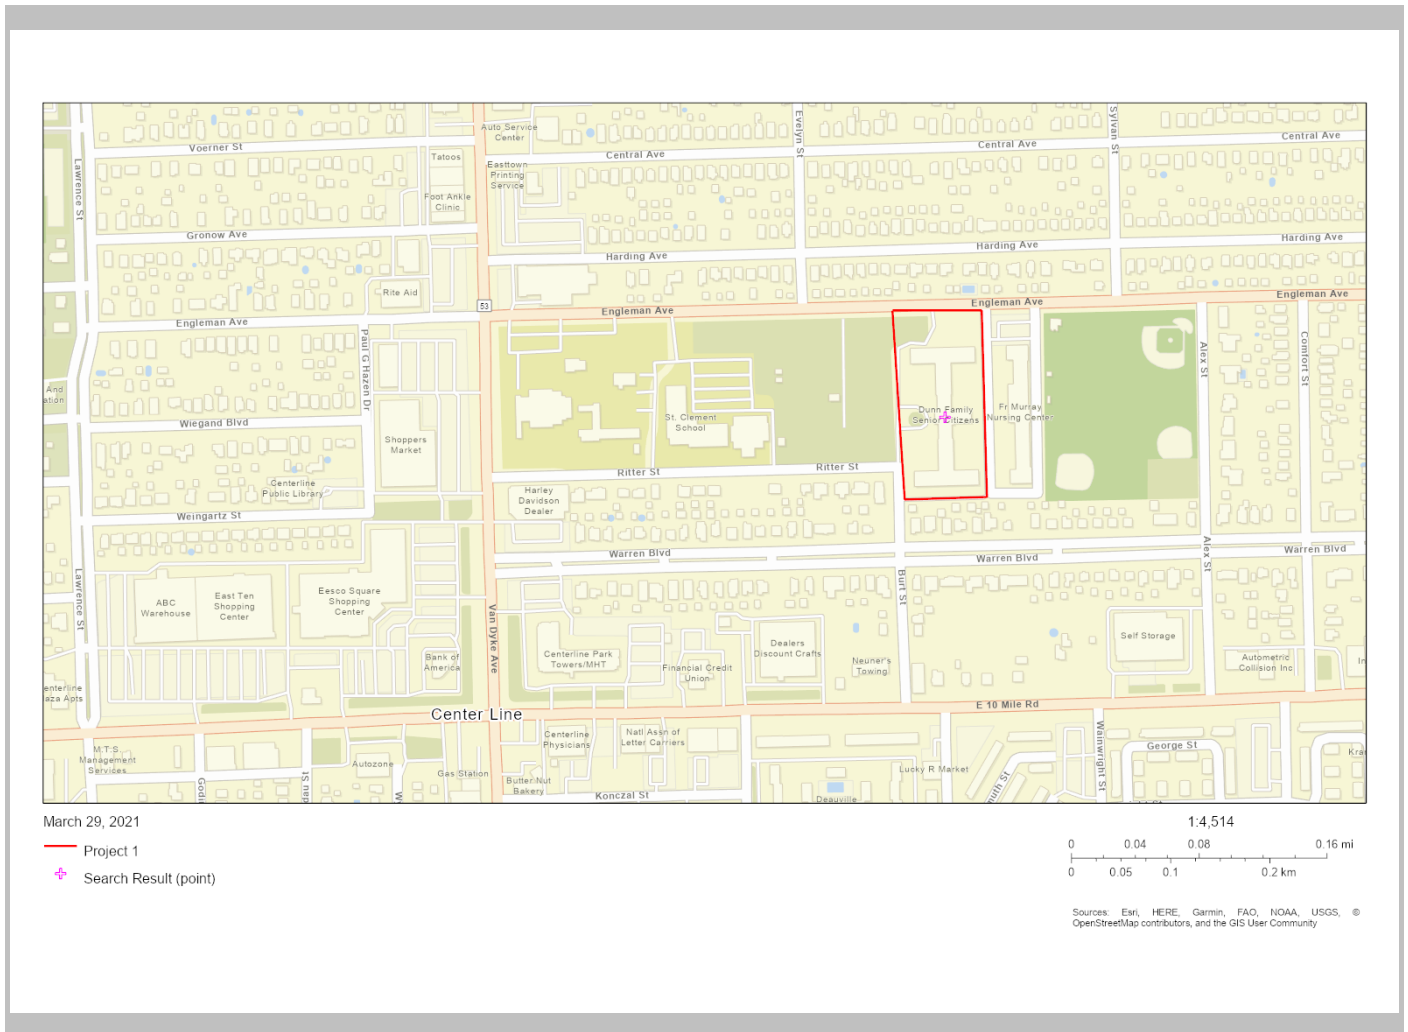 Auto Service
Center
Evelyn St
Sylvan St
Central Ave
Voerner St
Central Ave
Central Ave
Tatoos
Easttown
Printing
Service
Lawrence St
Foot Ankle
Clinic
Gronow Ave
Harding Ave
Harding Ave
Harding Ave
Rite Aid
Engleman Ave
53
Engleman Ave
Engleman Ave
Engleman Ave
Paul G Hazen Dr
Alex St
Comfort St
And
ation
Wiegand Blvd
Shoppers
Market
St. Clement
School
Dunn Family
Senior Citizens
Fr Murray
Nursing Center
Ritter St
Ritter St
Centerline
Public Library
Harley
Davidson
Dealer
Weingartz St
Warren Blvd
Warren Blvd
Warren Blvd
Alex St
Lawrence St
Burt St
ABC
Warehouse
East Ten
Shopping
Center
Eesco Square
Shopping
Center
Van Dyke Ave
Self Storage
Bank of
America
Centerline Park
Towers/MHT
Financial Credit
Union
Dealers
Discount Crafts
Neuner's
Towing
Autometric
Collision Inc
In
enterline
aza Apts
E 10 Mile Rd
Center Line
M.T.S.
Management
Services
Autozone
Gas Station
Centerline
Physicians
Natl Assn of
Letter Carriers
Butter Nut
Bakery
Konczal St
Lucky R Market
Deauville
Wainwright St
George St
Kra
March 29, 2021
Project 1
Search Result (point)
1:4,514
0 0.04 0.08 0.16 mi
0 0.05 0.1 0.2 km
Sources: Esri, HERE, Garmin, FAO, NOAA, USGS, ©
OpenStreetMap contributors, and the GIS User Community